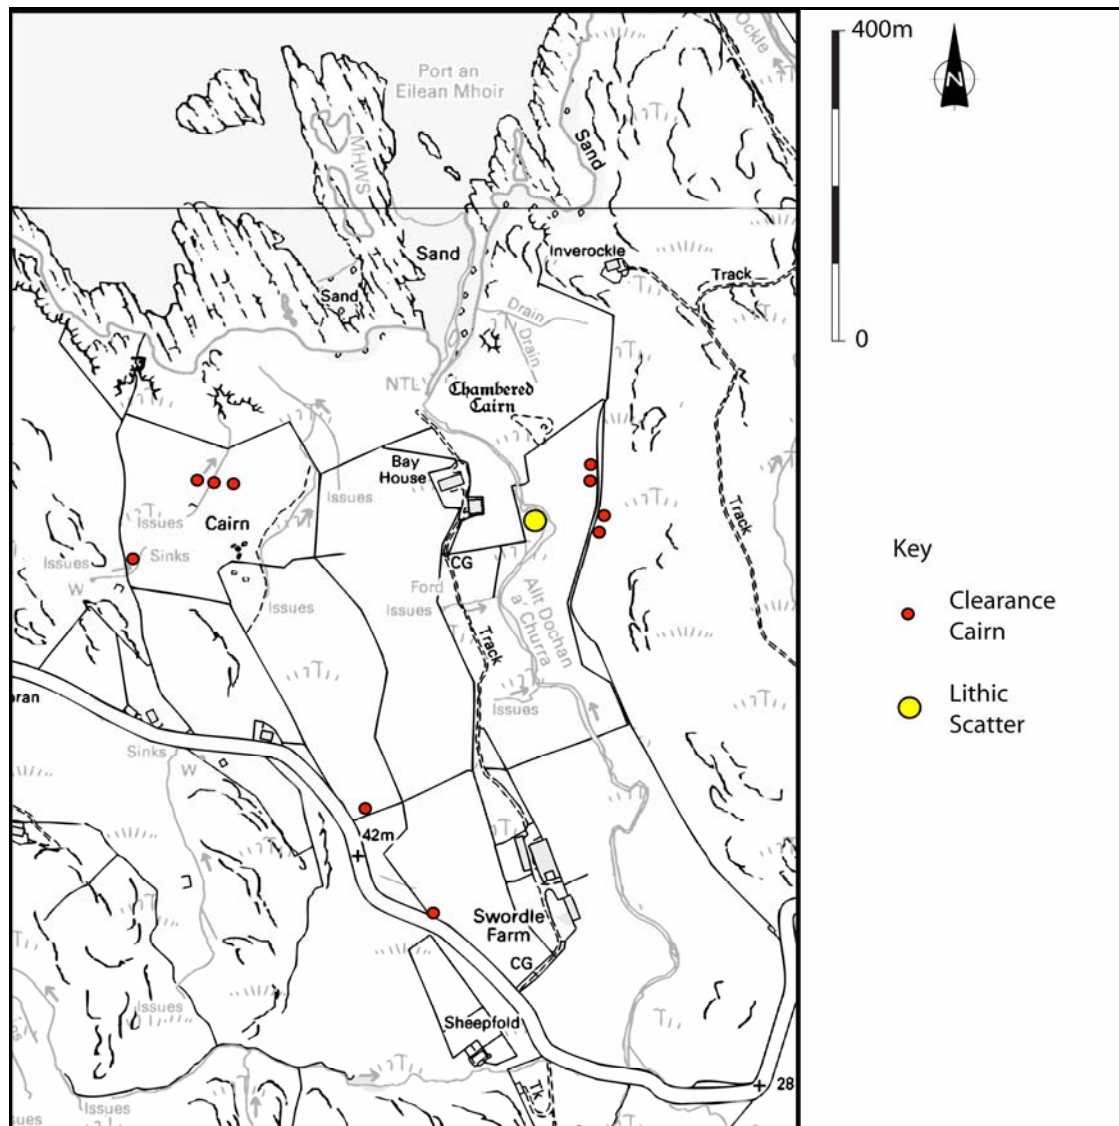 Ockle
400m
N
Port an
Eilean Mhoir
MHWS
Sand
Sand
Inverockle
Track
Sand
Drain
Drain
0
NTL
Chambered
Cairn
Bay
House
Issues
Issues
Cairn
Track
Issues
Sinks
W
CG
Ford
Issues
Issues
Allt Dochan
a' Churra
Track
Key
Clearance
Cairn
Issues
Lithic
Scatter
oran
Sinks
W
42m
Swordle
Farm
CG
Issues
Sheepfold
Tk
28
Issues
sues